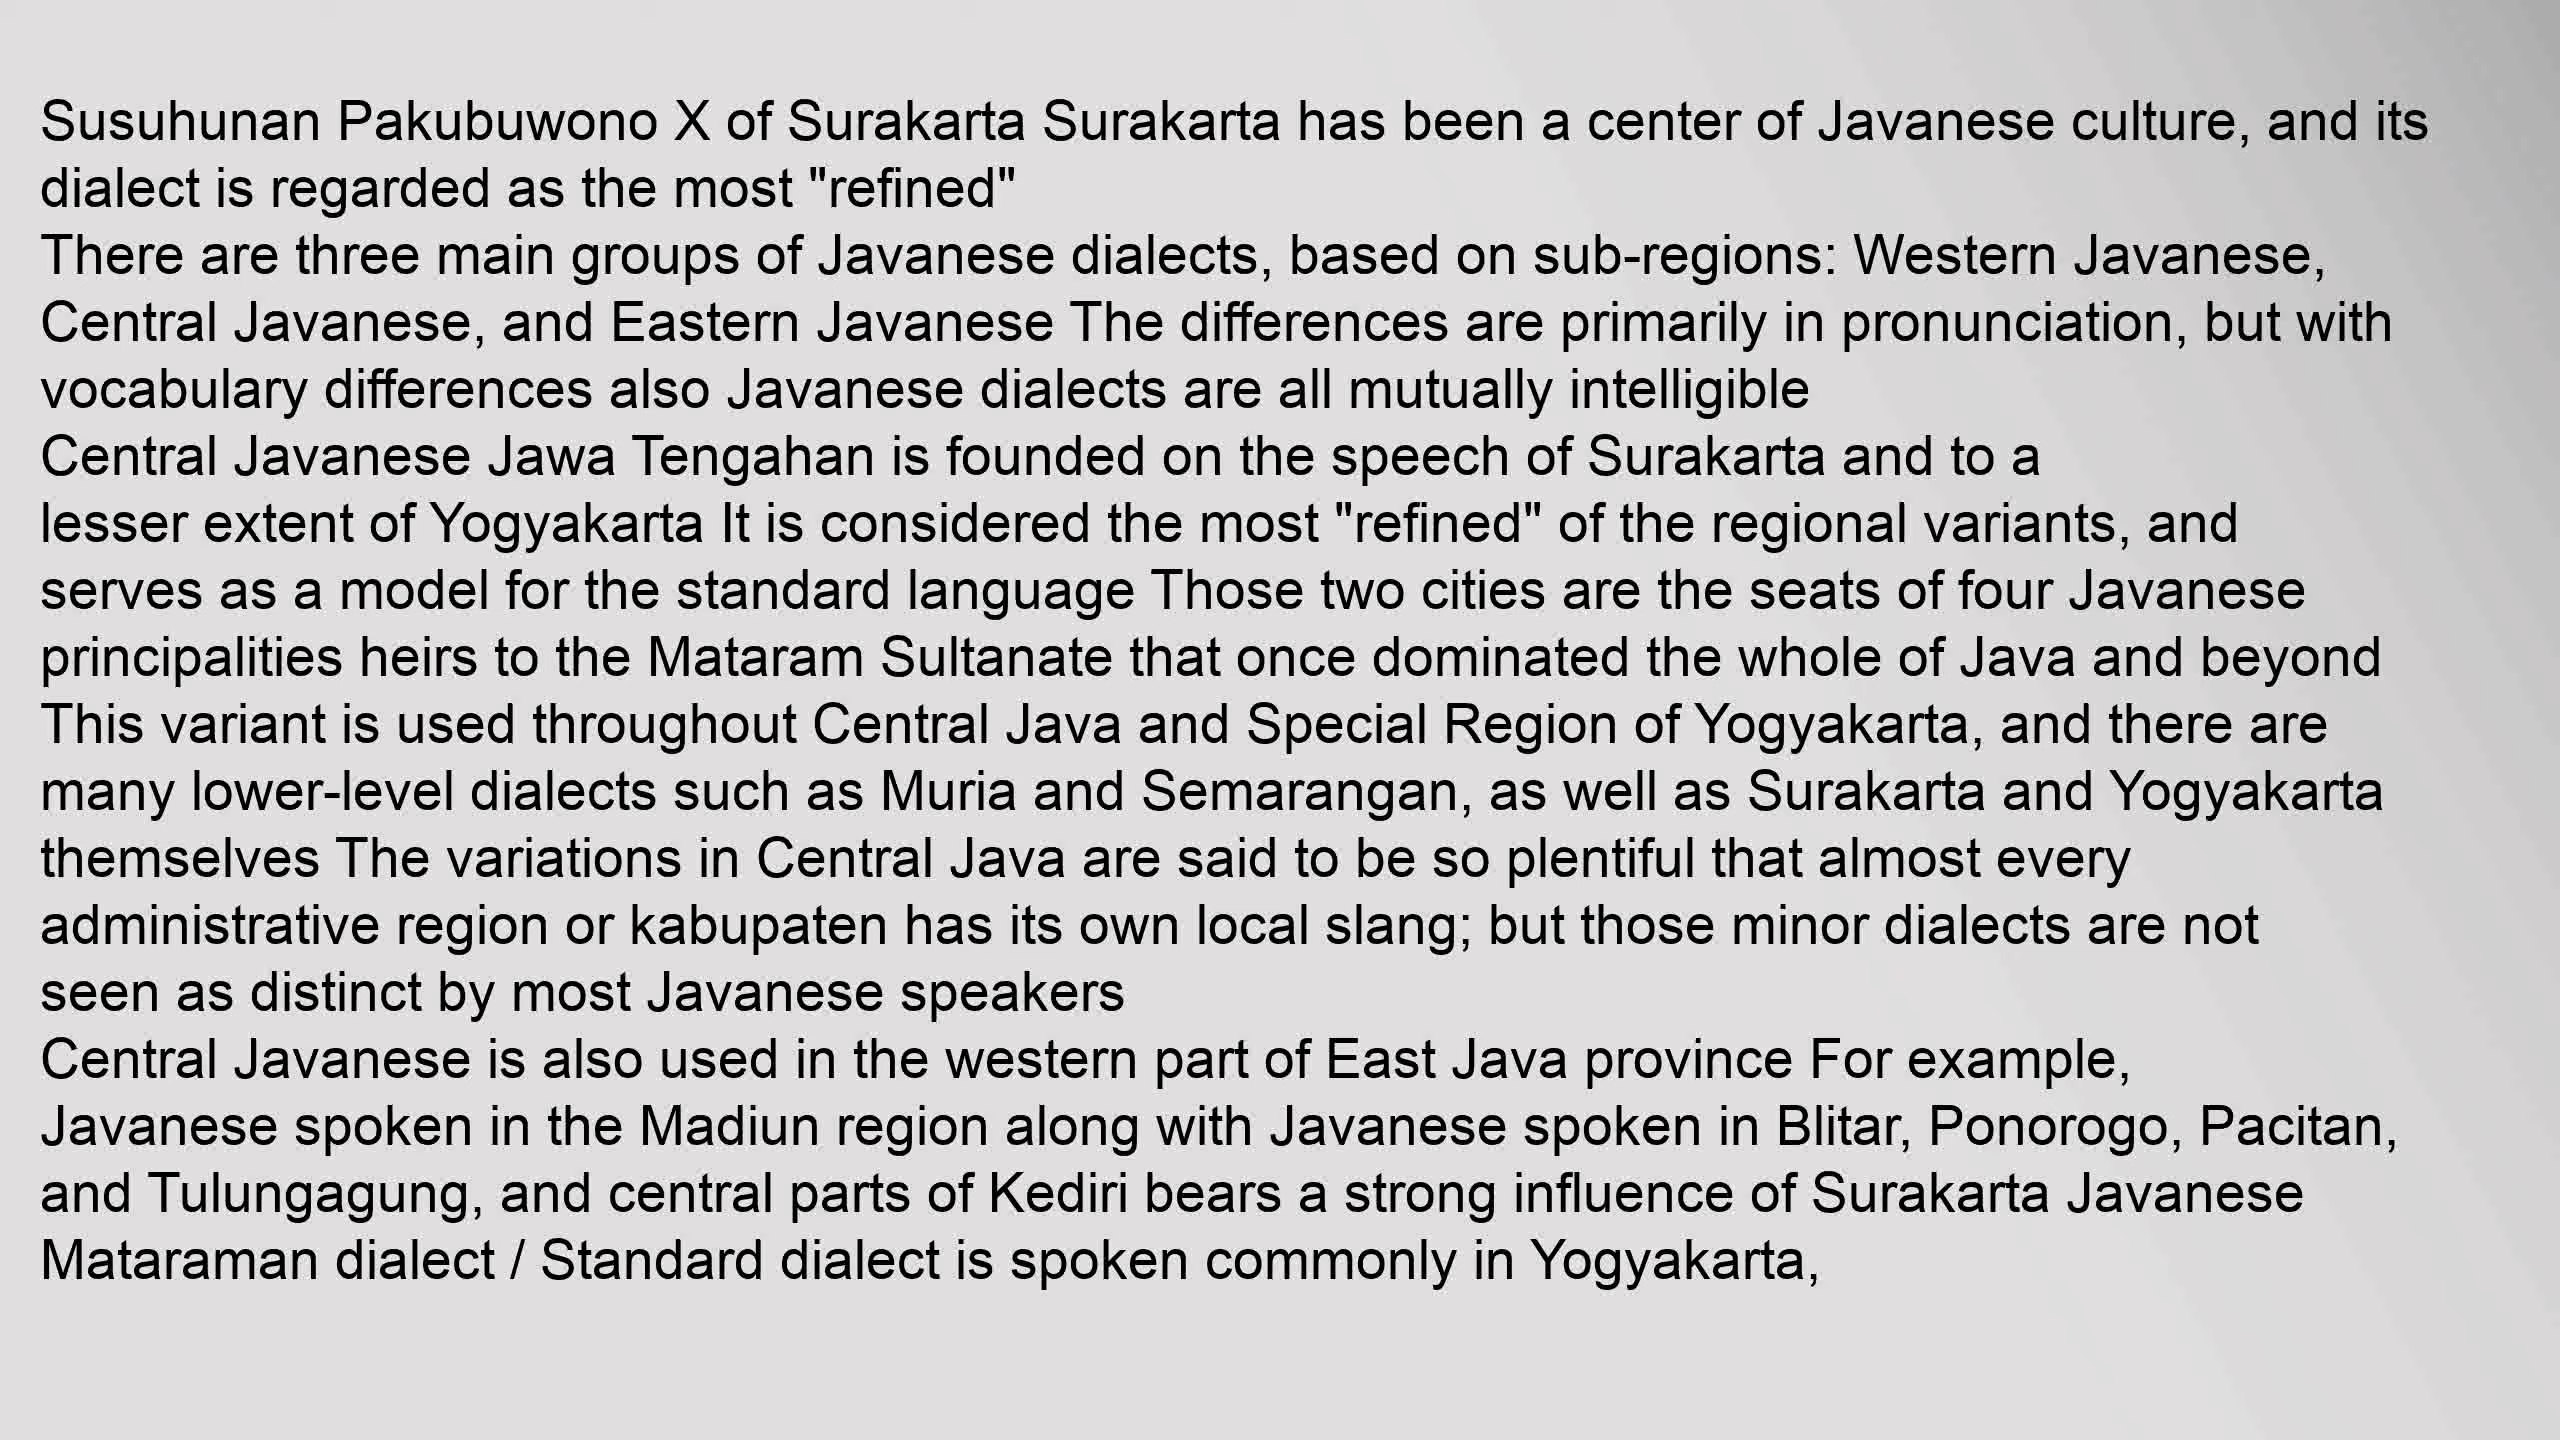 Susuhunan Pakubuwono X of Surakarta Surakarta has been a center of Javanese culture, and its
dialect is regarded as the most "refined"
There are three main groups of Javanese dialects, based on sub-regions: Western Javanese,
Central Javanese, and Eastern Javanese The differences are primarily in pronunciation, but with
vocabulary differences also Javanese dialects are all mutually intelligible
Central Javanese Jawa Tengahan is founded on the speech of Surakarta and to a
lesser extent of Yogyakarta It is considered the most "refined" of the regional variants, and
serves as a model for the standard language Those two cities are the seats of four Javanese
principalities heirs to the Mataram Sultanate that once dominated the whole of Java and beyond
This variant is used throughout Central Java and Special Region of Yogyakarta, and there are
many lower-level dialects such as Muria and Semarangan, as well as Surakarta and Yogyakarta
themselves The variations in Central Java are said to be so plentiful that almost every
administrative region or kabupaten has its own local slang; but those minor dialects are not
seen as distinct by most Javanese speakers
Central Javanese is also used in the western part of East Java province For example,
Javanese spoken in the Madiun region along with Javanese spoken in Blitar, Ponorogo, Pacitan,
and Tulungagung, and central parts of Kediri bears a strong influence of Surakarta Javanese
Mataraman dialect / Standard dialect is spoken commonly in Yogyakarta,